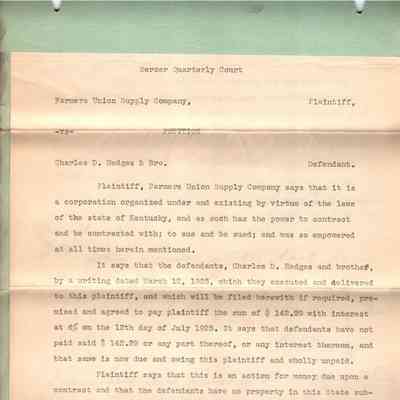 Mercer Quarterly Court
Farmers Union Supply Company, Plaintiff,
-vs- PETITION
Charles D. Hedges & Bro. Defendant.
Plaintiff, Farmers Union Supply Company says that it is
a corporation organized under and existing by virtue of the laws
of the state of Kentucky, and as such has the power to contract
and be contracted with; to sue and be sued; and was so empowered
at all times herein mentioned.
It says that the defendants, Charles D. Hedges and brother,
by a writing dated March 12, 1925, which they executed and delivered
to this plaintiff, and which will be filed herewith if required, pro-
mised and agreed to pay plaintiff the sum of $ 142.29 with interest
at 6% on the 12th day of July 1925. It says that defendants have not
paid said $ 142.29 or any part thereof, or any interest thereon, and
that same is now due and owing this plaintiff and wholly unpaid.
Plaintiff says that this is an action for money due upon a
contract and that the defendants have no property in this State sub-